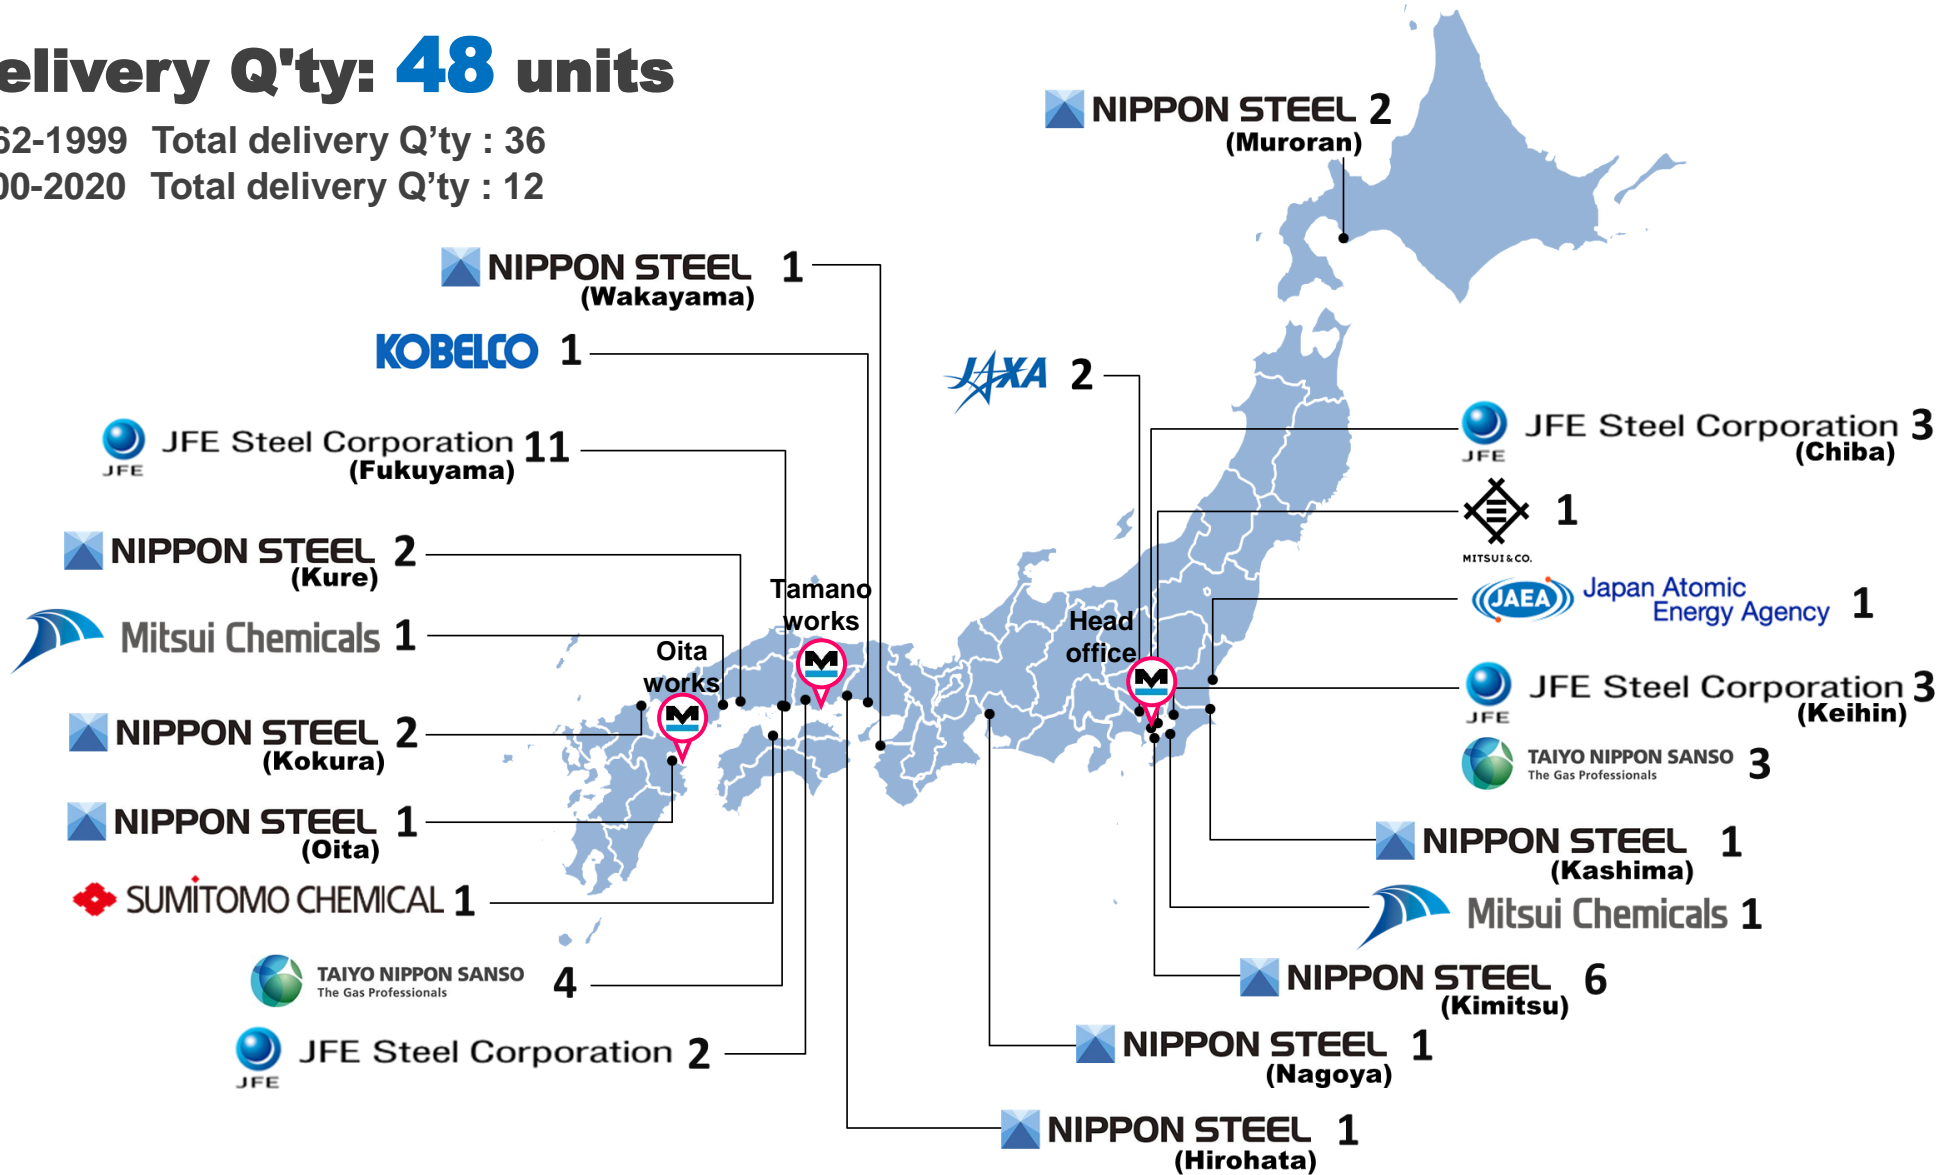 elivery Q'ty: 48 units
62-1999 Total delivery Q’ty : 36
00-2020 Total delivery Q’ty : 12
NIPPON STEEL 2
(Muroran)
NIPPON STEEL 1
(Wakayama)
KOBELCO 1
JAXA 2
JFE
JFE Steel Corporation 11
(Fukuyama)
JFE
JFE Steel Corporation 3
(Chiba)
MITSUI & CO.
1
NIPPON STEEL 2
(Kure)
Tamano
works
JAEA Japan Atomic
Energy Agency 1
Mitsui Chemicals 1
Oita
works
Head
office
JFE
JFE Steel Corporation 3
(Keihin)
NIPPON STEEL 2
(Kokura)
TAIYO NIPPON SANSO 3
The Gas Professionals
NIPPON STEEL 1
(Oita)
NIPPON STEEL 1
(Kashima)
SUMITOMO CHEMICAL 1
Mitsui Chemicals 1
TAIYO NIPPON SANSO 4
The Gas Professionals
NIPPON STEEL 6
(Kimitsu)
JFE
JFE Steel Corporation 2
NIPPON STEEL 1
(Nagoya)
NIPPON STEEL 1
(Hirohata)